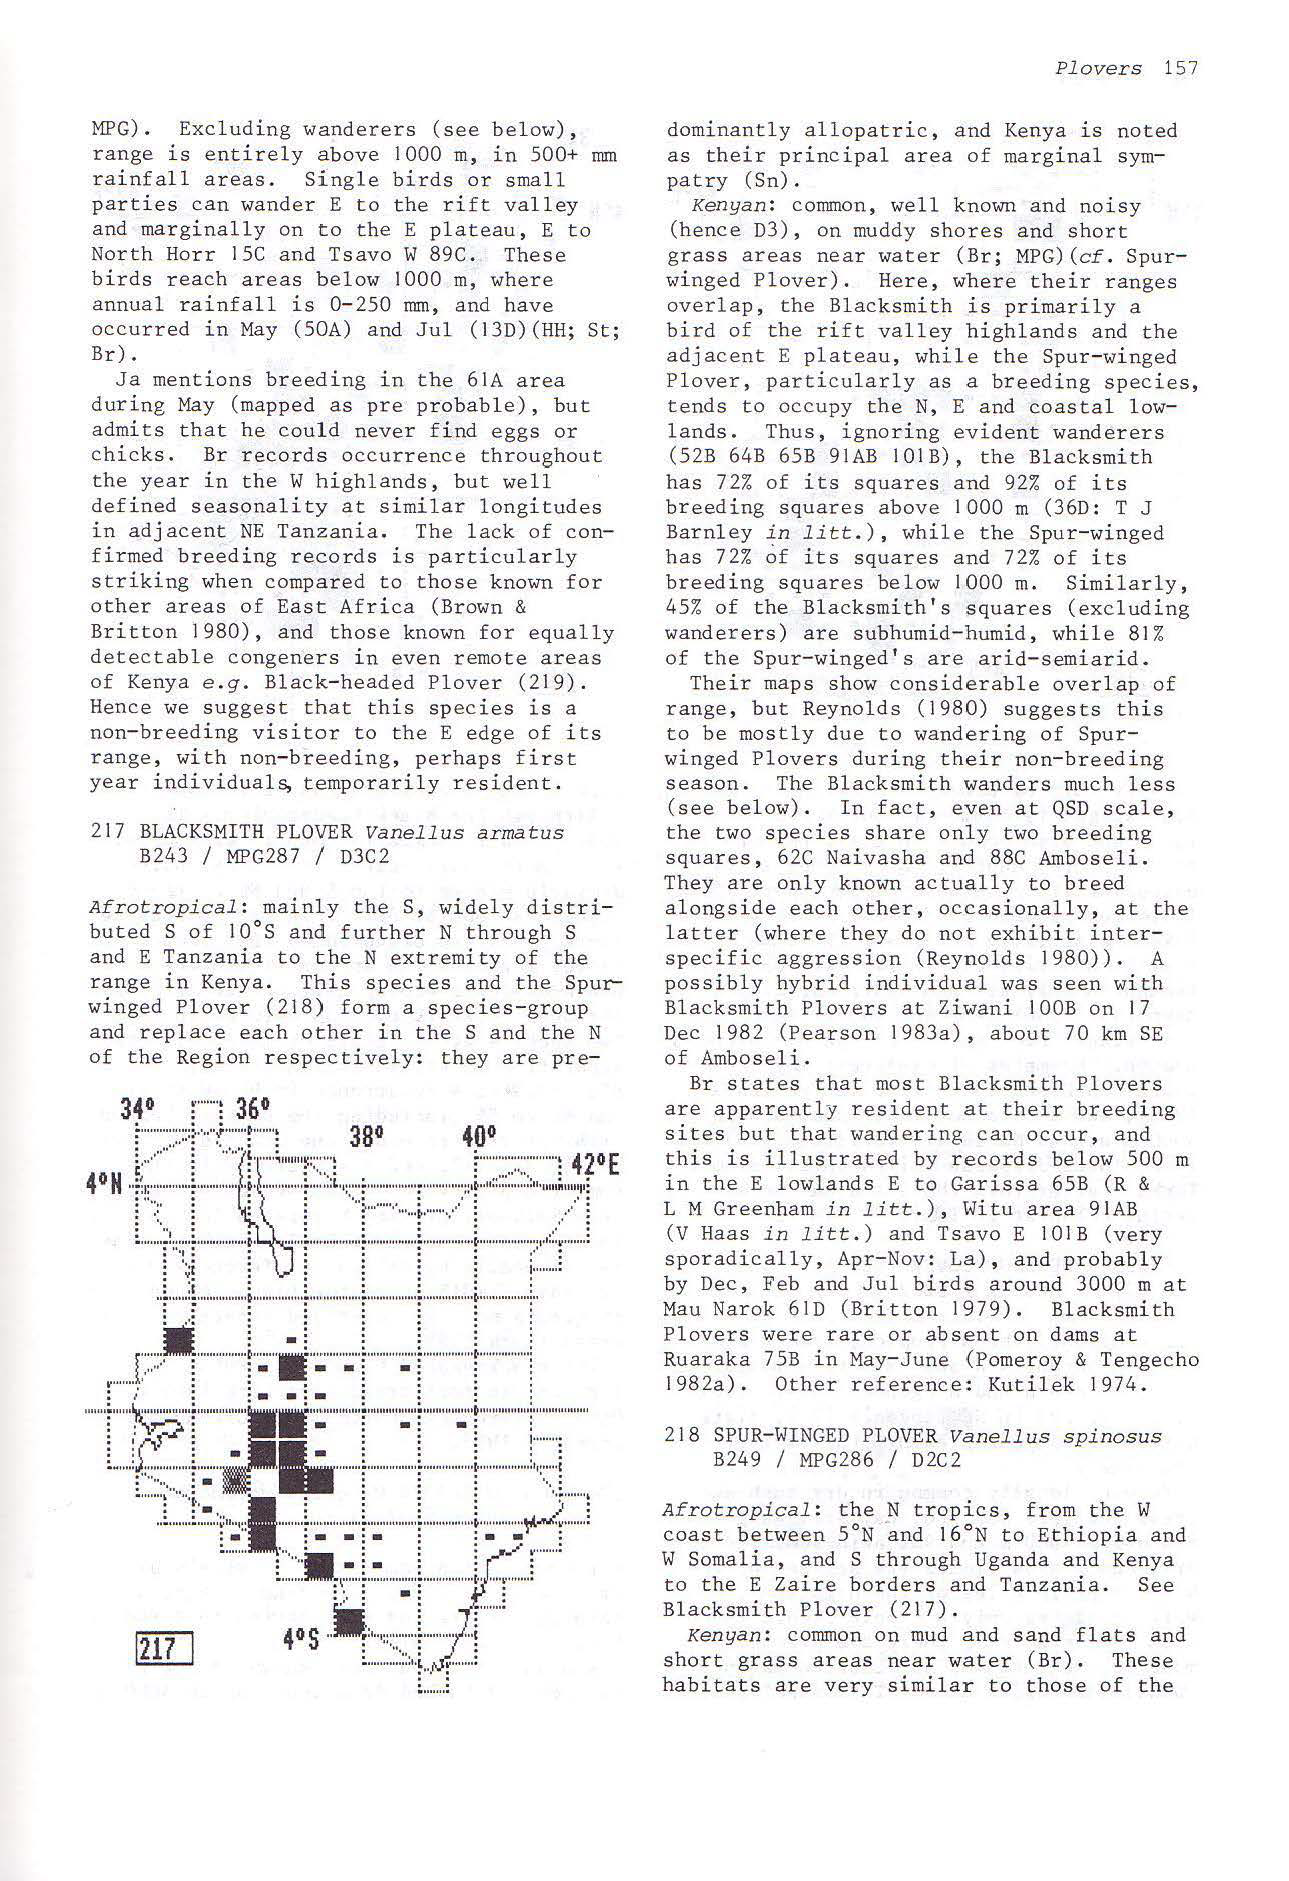 Plovers 157
MPG). Excluding wanderers (see below),
range is entirely above 1000 m, in 500+ mm
rainfall areas. Single birds or small
parties can wander E to the rift valley
and marginally on to the E plateau, E to
North Horr 15C and Tsavo W 89C. These
birds reach areas below 1000 m, where
annual rainfall is 0-250 mm, and have
occurred in May (50A) and Jul (13D)(HH; St;
Br).
Ja mentions breeding in the 61A area
during May (mapped as pre probable), but
admits that he could never find eggs or
chicks. Br records occurrence throughout
the year in the W highlands, but well
defined seasonality at similar longitudes
in adjacent NE Tanzania. The lack of con-
firmed breeding records is particularly
striking when compared to those known for
other areas of East Africa (Brown &
Britton 1980), and those known for equally
detectable congeners in even remote areas
of Kenya e.g. Black-headed Plover (219).
Hence we suggest that this species is a
non-breeding visitor to the E edge of its
range, with non-breeding, perhaps first
year individuals, temporarily resident.
217 BLACKSMITH PLOVER Vanellus armatus
B243 / MPG287 / D3C2
Afrotropical: mainly the S, widely distri-
buted S of 10°S and further N through S
and E Tanzania to the N extremity of the
range in Kenya. This species and the Spur-
winged Plover (218) form a species-group
and replace each other in the S and the N
of the Region respectively: they are pre-
34° 36°
38° 40°
42°E
4°N
4°S
217
dominantly allopatric, and Kenya is noted
as their principal area of marginal sym-
patry (Sn).
Kenyan: common, well known and noisy
(hence D3), on muddy shores and short
grass areas near water (Br; MPG)(cf. Spur-
winged Plover). Here, where their ranges
overlap, the Blacksmith is primarily a
bird of the rift valley highlands and the
adjacent E plateau, while the Spur-winged
Plover, particularly as a breeding species,
tends to occupy the N, E and coastal low-
lands. Thus, ignoring evident wanderers
(52B 64B 65B 91AB 101B), the Blacksmith
has 72% of its squares and 92% of its
breeding squares above 1000 m (36D: T J
Barnley in litt.), while the Spur-winged
has 72% of its squares and 72% of its
breeding squares below 1000 m. Similarly,
45% of the Blacksmith's squares (excluding
wanderers) are subhumid-humid, while 81%
of the Spur-winged's are arid-semiarid.
Their maps show considerable overlap of
range, but Reynolds (1980) suggests this
to be mostly due to wandering of Spur-
winged Plovers during their non-breeding
season. The Blacksmith wanders much less
(see below). In fact, even at QSD scale,
the two species share only two breeding
squares, 62C Naivasha and 88C Amboseli.
They are only known actually to breed
alongside each other, occasionally, at the
latter (where they do not exhibit inter-
specific aggression (Reynolds 1980)). A
possibly hybrid individual was seen with
Blacksmith Plovers at Ziwani 100B on 17
Dec 1982 (Pearson 1983a), about 70 km SE
of Amboseli.
Br states that most Blacksmith Plovers
are apparently resident at their breeding
sites but that wandering can occur, and
this is illustrated by records below 500 m
in the E lowlands E to Garissa 65B (R &
L M Greenham in litt.), Witu area 91AB
(V Haas in litt.) and Tsavo E 101B (very
sporadically, Apr-Nov: La), and probably
by Dec, Feb and Jul birds around 3000 m at
Mau Narok 61D (Britton 1979). Blacksmith
Plovers were rare or absent on dams at
Ruaraka 75B in May-June (Pomeroy & Tengecho
1982a). Other reference: Kutilek 1974.
218 SPUR-WINGED PLOVER Vanellus spinosus
B249 / MPG286 / D2C2
Afrotropical: the N tropics, from the W
coast between 5°N and 16°N to Ethiopia and
W Somalia, and S through Uganda and Kenya
to the E Zaire borders and Tanzania. See
Blacksmith Plover (217).
Kenyan: common on mud and sand flats and
short grass areas near water (Br). These
habitats are very similar to those of the